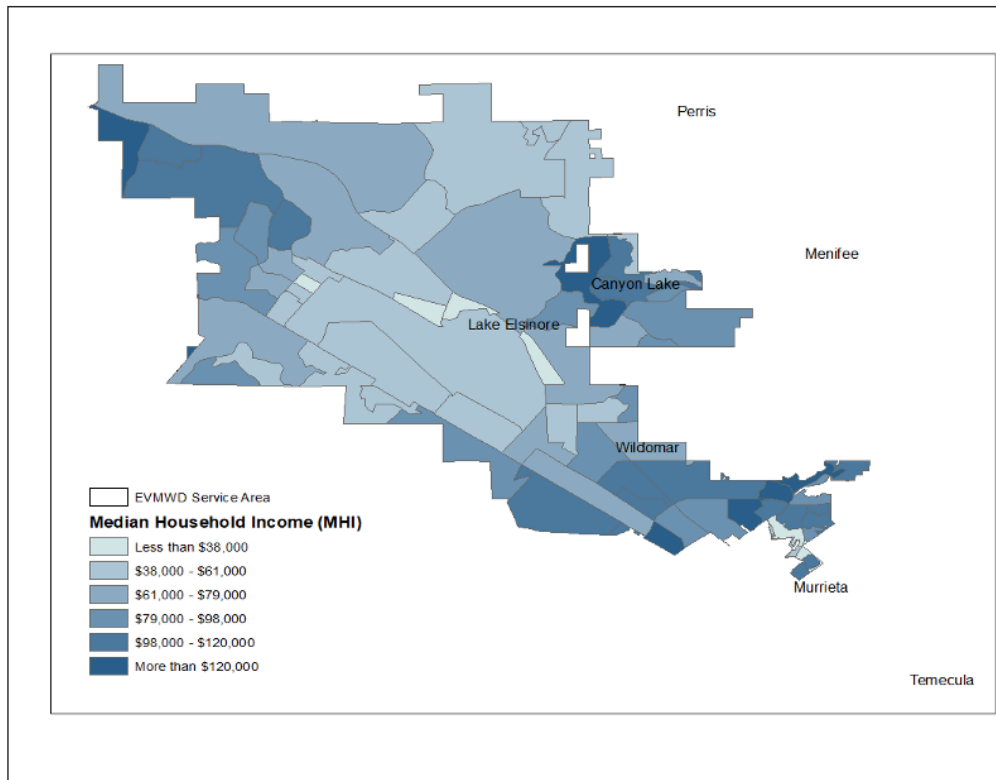 Perris
Menifee
Canyon Lake
Lake Elsinore
Wildomar
EVMWD Service Area
Median Household Income (MHI)
Less than $38,000
$38,000 - $61,000
$61,000 - $79,000
$79,000 - $98,000
$98,000 - $120,000
More than $120,000
Murrieta
Temecula